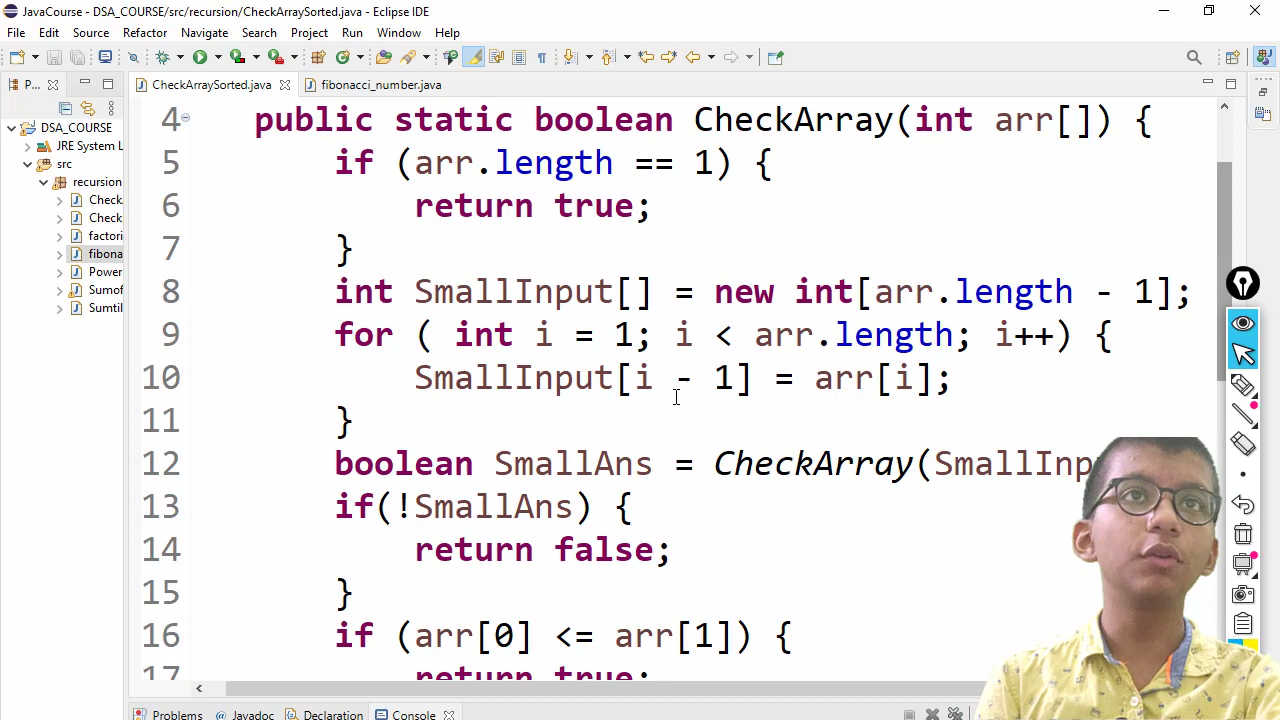 JavaCourse - DSA_COURSE/src/recursion/CheckArraySorted.java - Eclipse IDE
File Edit Source Refactor Navigate Search Project Run Window Help
P... CheckArraySorted.java fibonacci_number.java
DSA_COURSE
JRE System L
src
recursion
Check
Check
factori
fibona
Power
Sumof
Sumtil
4 public static boolean CheckArray(int arr[]) {
5 if (arr.length == 1) {
6 return true;
7 }
8 int SmallInput[] = new int[arr.length - 1];
9 for ( int i = 1; i < arr.length; i++) {
10 SmallInput[i - 1] = arr[i];
11 }
12 boolean SmallAns = CheckArray(SmallInp
13 if(!SmallAns) {
14 return false;
15 }
16 if (arr[0] <= arr[1]) {
17 return true;
Problems Javadoc Declaration Console